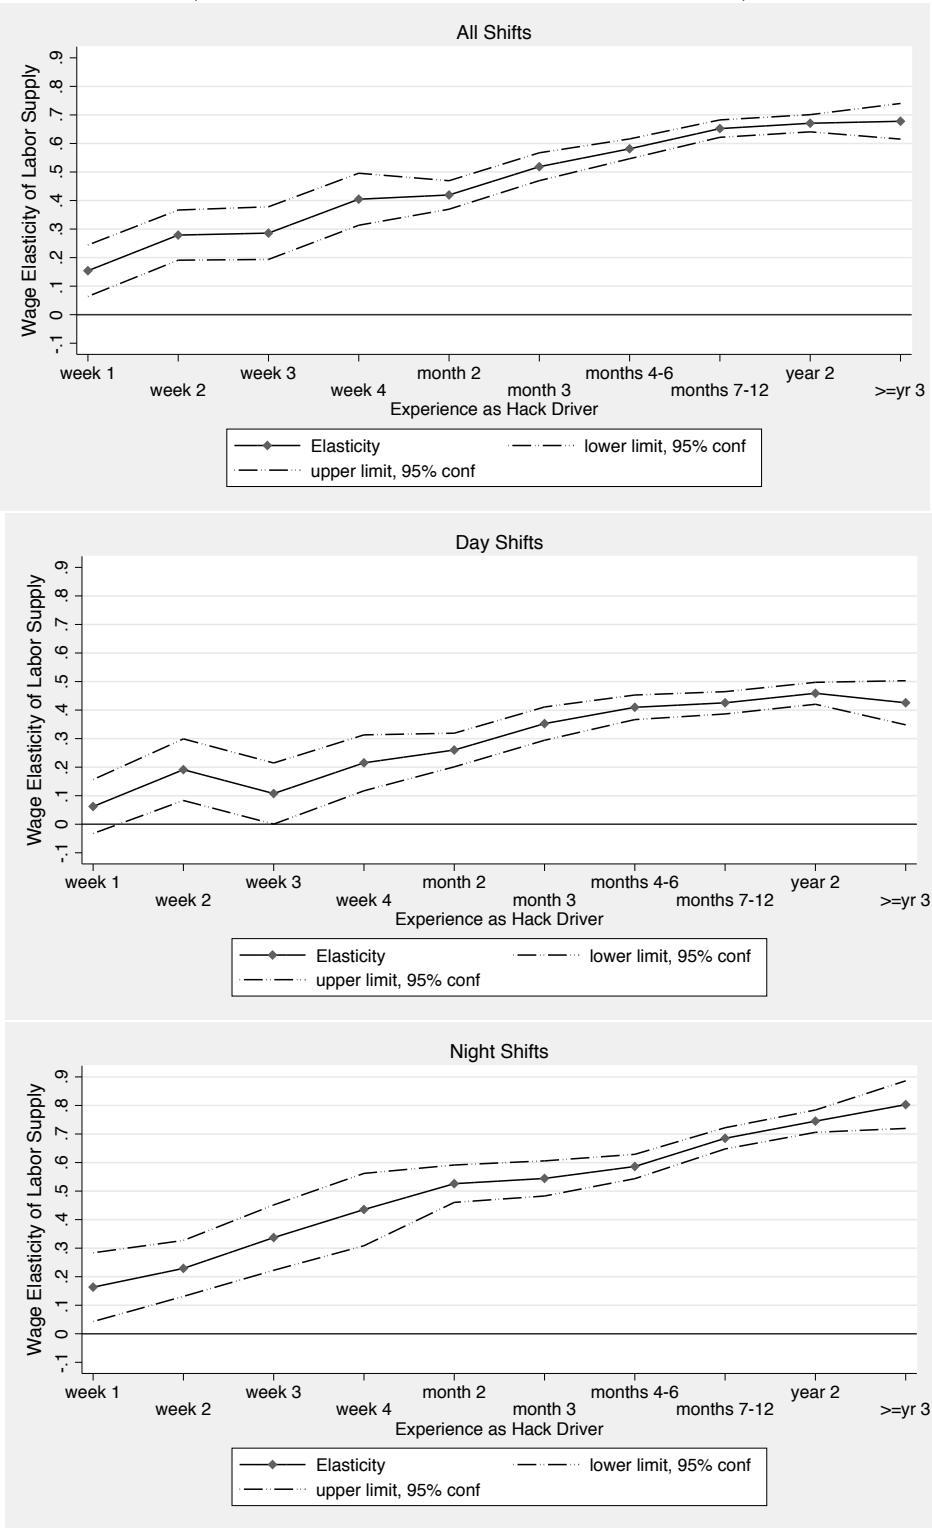 All Shifts
Wage Elasticity of Labor Supply
.9
.8
.7
.6
.5
.4
.3
.2
.1
0
-.1
week 1 week 3 month 2 months 4-6 year 2
week 2 week 4 month 3 months 7-12 >=yr 3
Experience as Hack Driver
Elasticity lower limit, 95% conf
upper limit, 95% conf
Day Shifts
Wage Elasticity of Labor Supply
.9
.8
.7
.6
.5
.4
.3
.2
.1
0
-.1
week 1 week 3 month 2 months 4-6 year 2
week 2 week 4 month 3 months 7-12 >=yr 3
Experience as Hack Driver
Elasticity lower limit, 95% conf
upper limit, 95% conf
Night Shifts
Wage Elasticity of Labor Supply
.9
.8
.7
.6
.5
.4
.3
.2
.1
0
-.1
week 1 week 3 month 2 months 4-6 year 2
week 2 week 4 month 3 months 7-12 >=yr 3
Experience as Hack Driver
Elasticity lower limit, 95% conf
upper limit, 95% conf